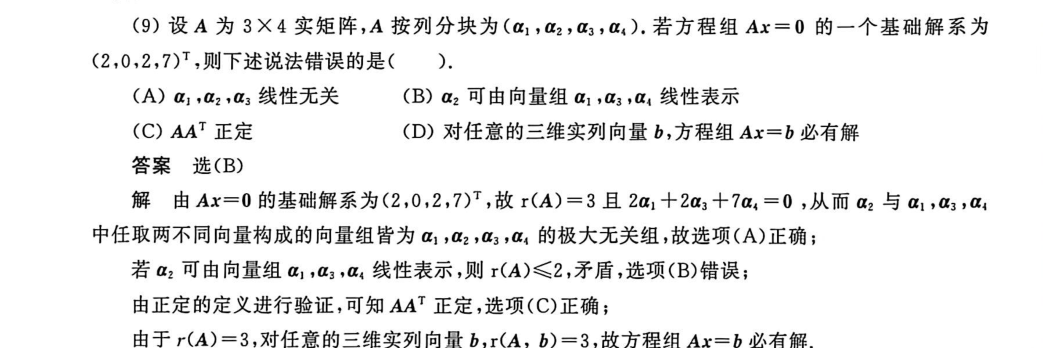 (9) 设 A 为 3×4 实矩阵,A 按列分块为(α₁,α₂,α₃,α₄).若方程组 Ax=0 的一个基础解系为
(2,0,2,7)ᵀ,则下述说法错误的是(  ).
(A) α₁,α₂,α₃ 线性无关 (B) α₂ 可由向量组 α₁,α₃,α₄ 线性表示
(C) AAᵀ 正定 (D) 对任意的三维实列向量 b,方程组 Ax=b 必有解
答案 选(B)
解 由 Ax=0 的基础解系为(2,0,2,7)ᵀ,故 r(A)=3 且 2α₁+2α₃+7α₄=0 ,从而 α₂ 与 α₁,α₃,α₄
中任取两不同向量构成的向量组皆为 α₁,α₂,α₃,α₄ 的极大无关组,故选项(A)正确;
若 α₂ 可由向量组 α₁,α₃,α₄ 线性表示,则 r(A)≤2,矛盾,选项(B)错误;
由正定的定义进行验证,可知 AAᵀ 正定,选项(C)正确;
由于 r(A)=3,对任意的三维实列向量 b,r(A, b)=3,故方程组 Ax=b 必有解.